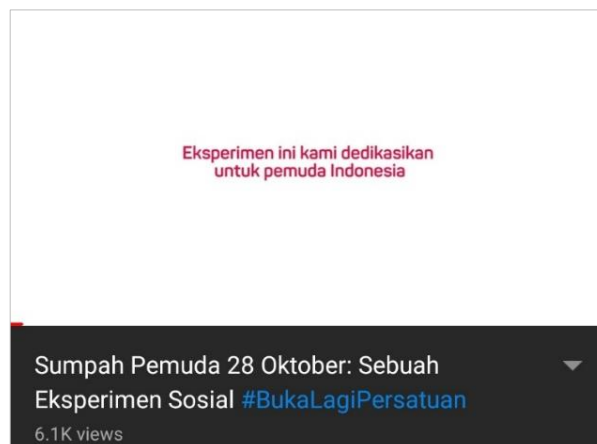 Eksperimen ini kami dedikasikan
untuk pemuda Indonesia
Sumpah Pemuda 28 Oktober: Sebuah
Eksperimen Sosial #BukaLagiPersatuan
6.1K views